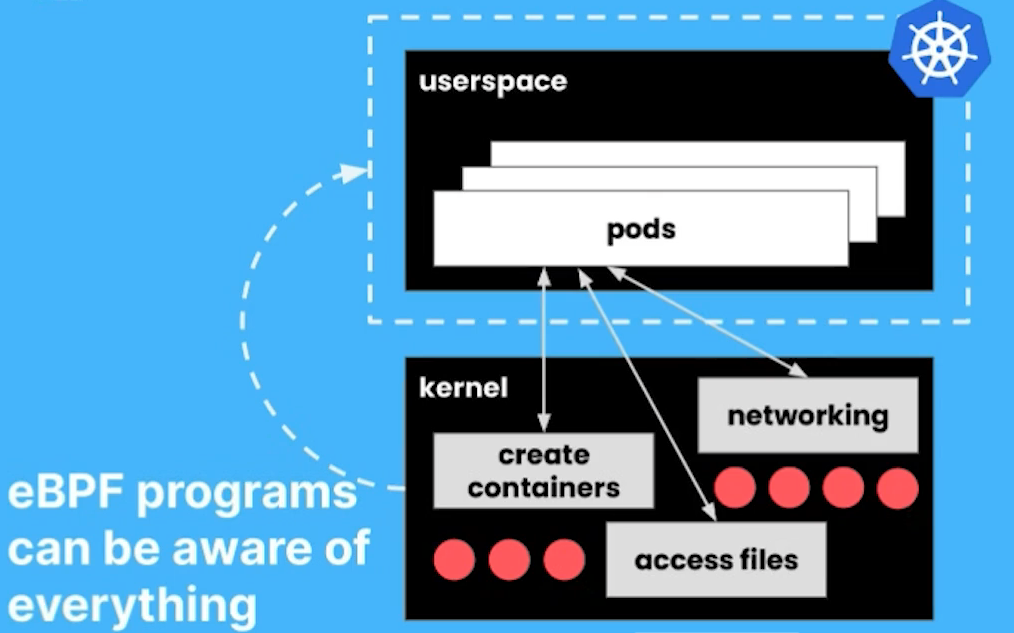 userspace
pods
kernel
networking
create
containers
access files
eBPF programs
can be aware of
everything